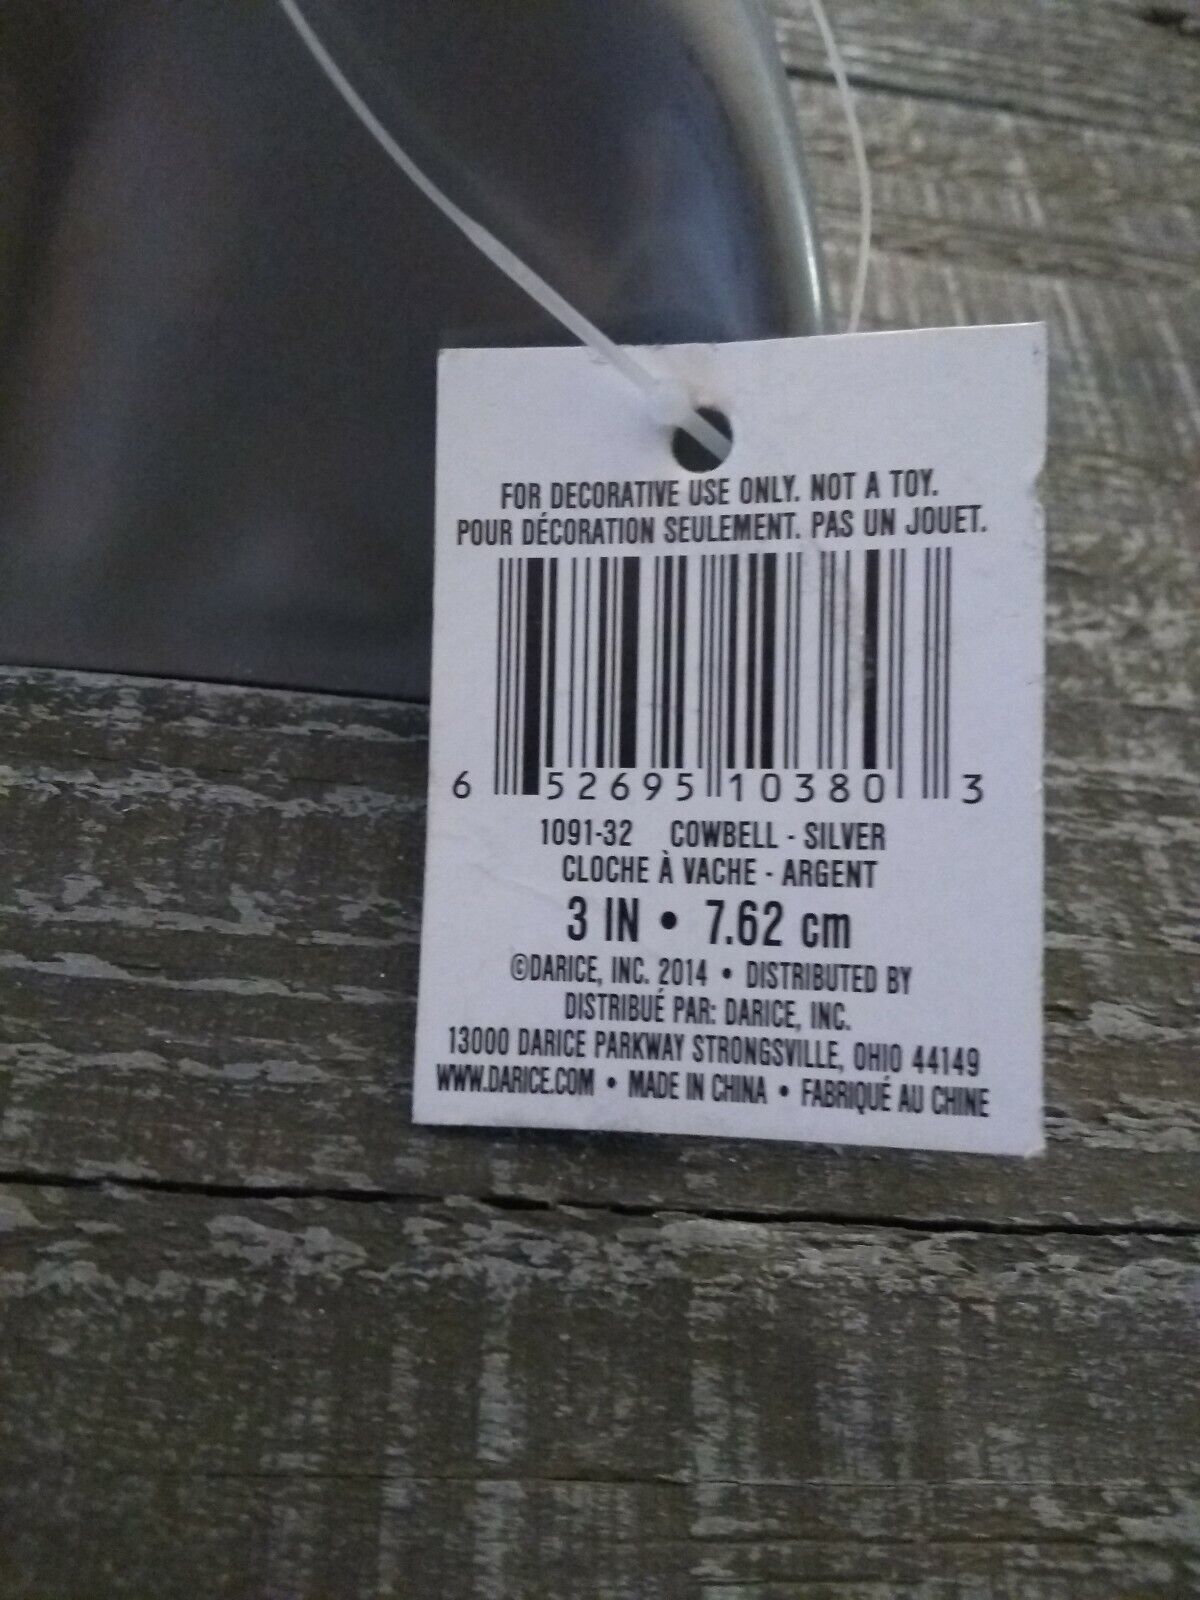 FOR DECORATIVE USE ONLY. NOT A TOY.
POUR DÉCORATION SEULEMENT. PAS UN JOUET.
6 52695 10380 3
1091-32 COWBELL - SILVER
CLOCHE À VACHE - ARGENT
3 IN • 7.62 cm
©DARICE, INC. 2014 • DISTRIBUTED BY
DISTRIBUÉ PAR: DARICE, INC.
13000 DARICE PARKWAY STRONGSVILLE, OHIO 44149
WWW.DARICE.COM • MADE IN CHINA • FABRIQUÉ AU CHINE